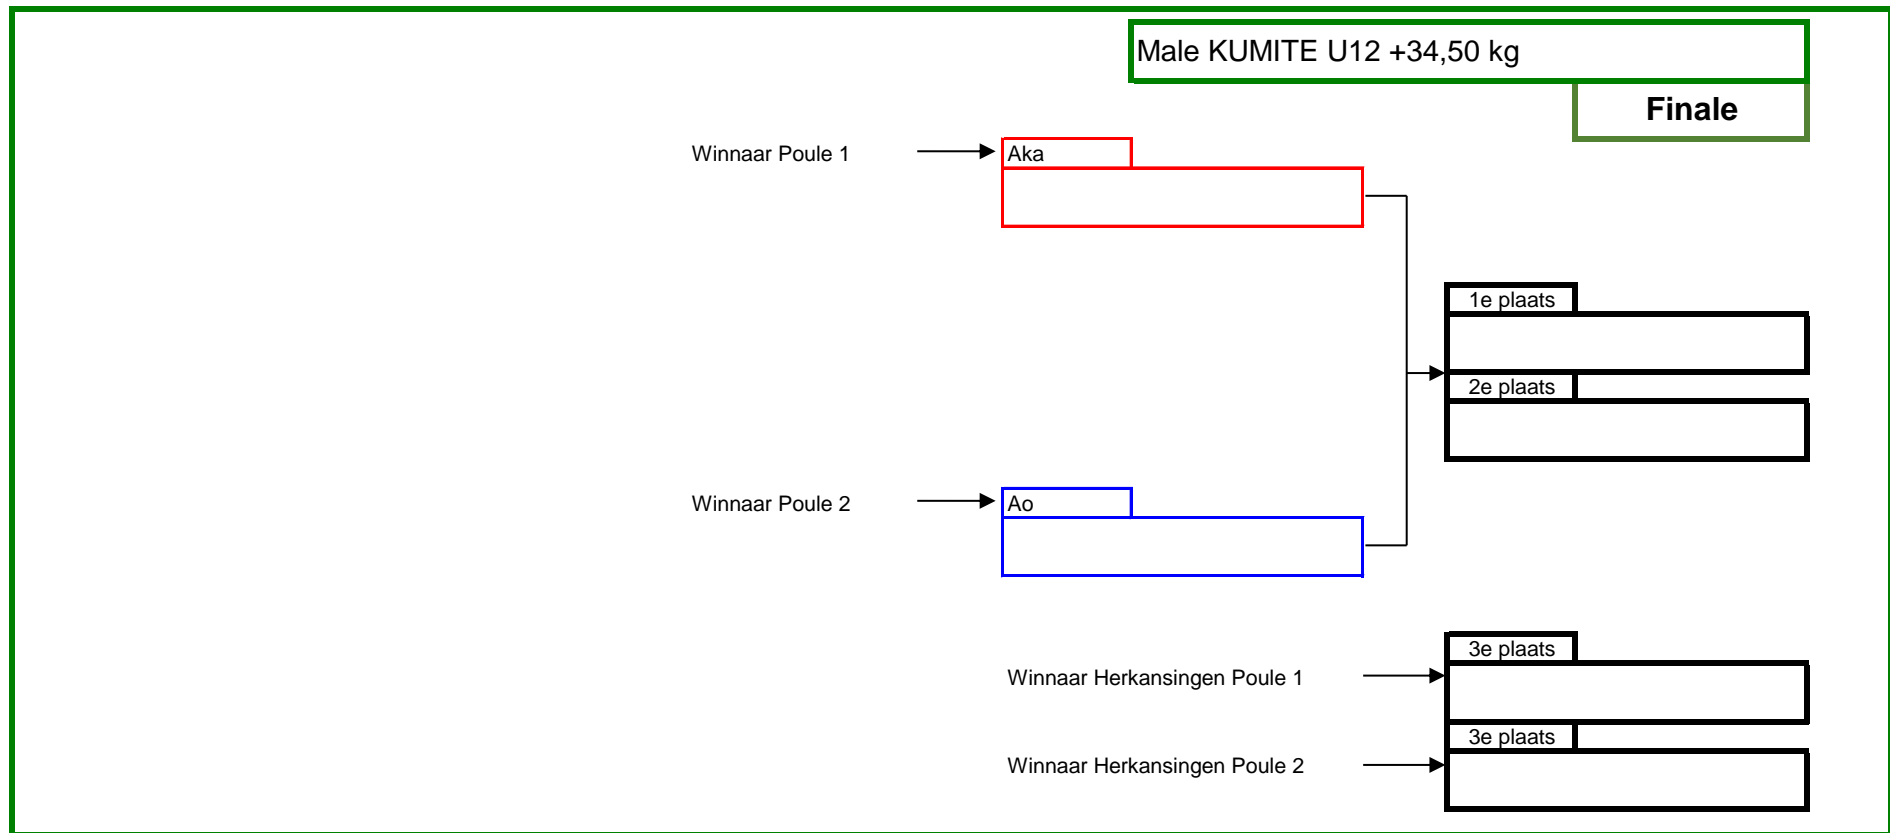 Male KUMITE U12 +34,50 kg
Finale
Winnaar Poule 1
Aka
1e plaats
2e plaats
Winnaar Poule 2
Ao
3e plaats
Winnaar Herkansingen Poule 1
3e plaats
Winnaar Herkansingen Poule 2